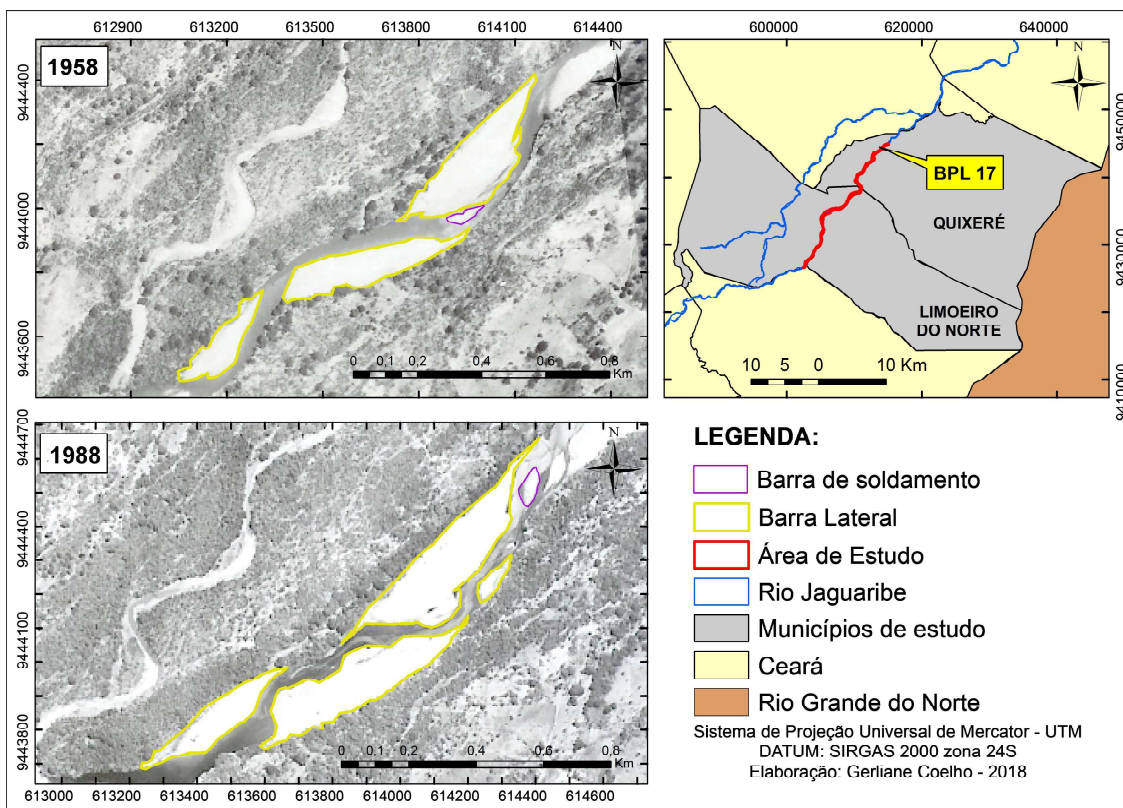 612900 613200 613500 613800 614100 614400
1958
N
9444400
9444000
9443600
0 0,1 0,2 0,4 0,6 0,8
Km
600000 620000 640000
N
9450000
9430000
9410000
BPL 17
QUIXERÉ
LIMOEIRO
DO NORTE
10 5 0 10 Km
1988
N
9444700
9444400
9444100
9443800
0 0,1 0,2 0,4 0,6 0,8
Km
613000 613200 613400 613600 613800 614000 614200 614400 614600
LEGENDA:
Barra de soldamento
Barra Lateral
Área de Estudo
Rio Jaguaribe
Municípios de estudo
Ceará
Rio Grande do Norte
Sistema de Projeção Universal de Mercator - UTM
DATUM: SIRGAS 2000 zona 24S
Elaboração: Gerliane Coelho - 2018